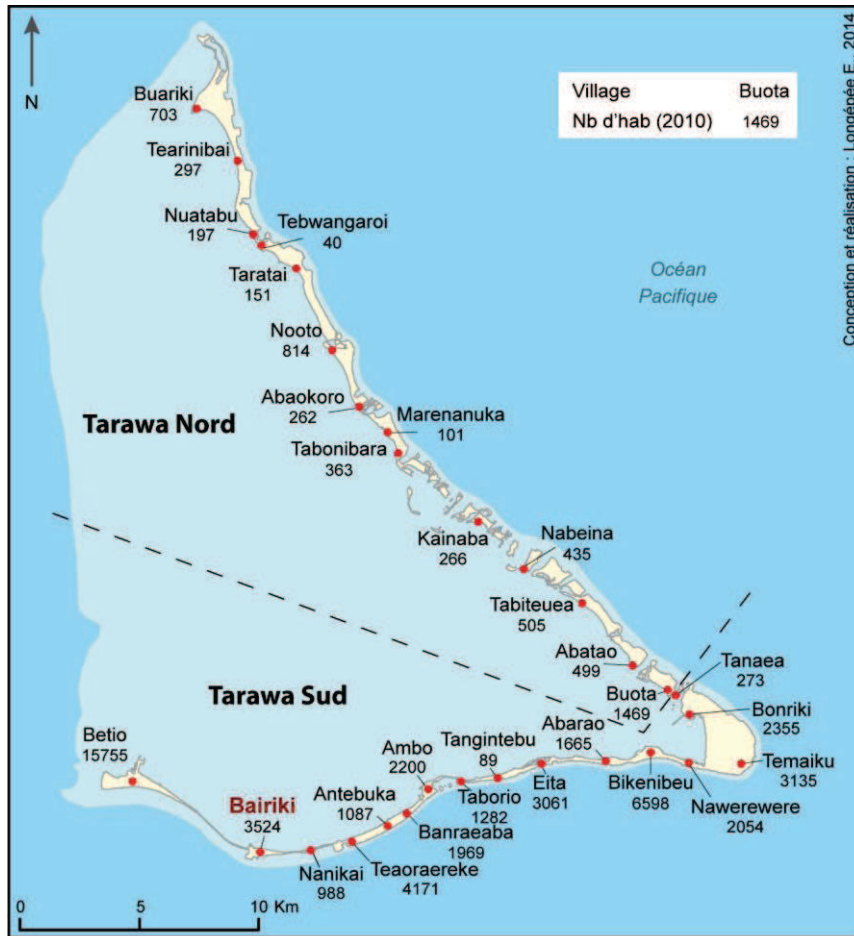 N
Village Buota
Nb d'hab (2010) 1469
Conception et réalisation : Longépée E., 2014
Buariki
703
Tearinibai
297
Nuatabu
197
Tebwangaroi
40
Taratai
151
Océan
Pacifique
Nooto
814
Abaokoro
262
Marenanuka
101
Tarawa Nord
Tabonibara
363
Kainaba
266
Nabeina
435
Tabiteuea
505
Abatao
499
Tanaea
273
Buota
1469
Bonriki
2355
Tarawa Sud
Betio
15755
Bairiki
3524
Nanikai
988
Teaoraereke
4171
Antebuka
1087
Banraeaba
1969
Ambo
2200
Taborio
1282
Tangintebu
89
Eita
3061
Abarao
1665
Bikenibeu
6598
Nawerewere
2054
Temaiku
3135
0 5 10 Km